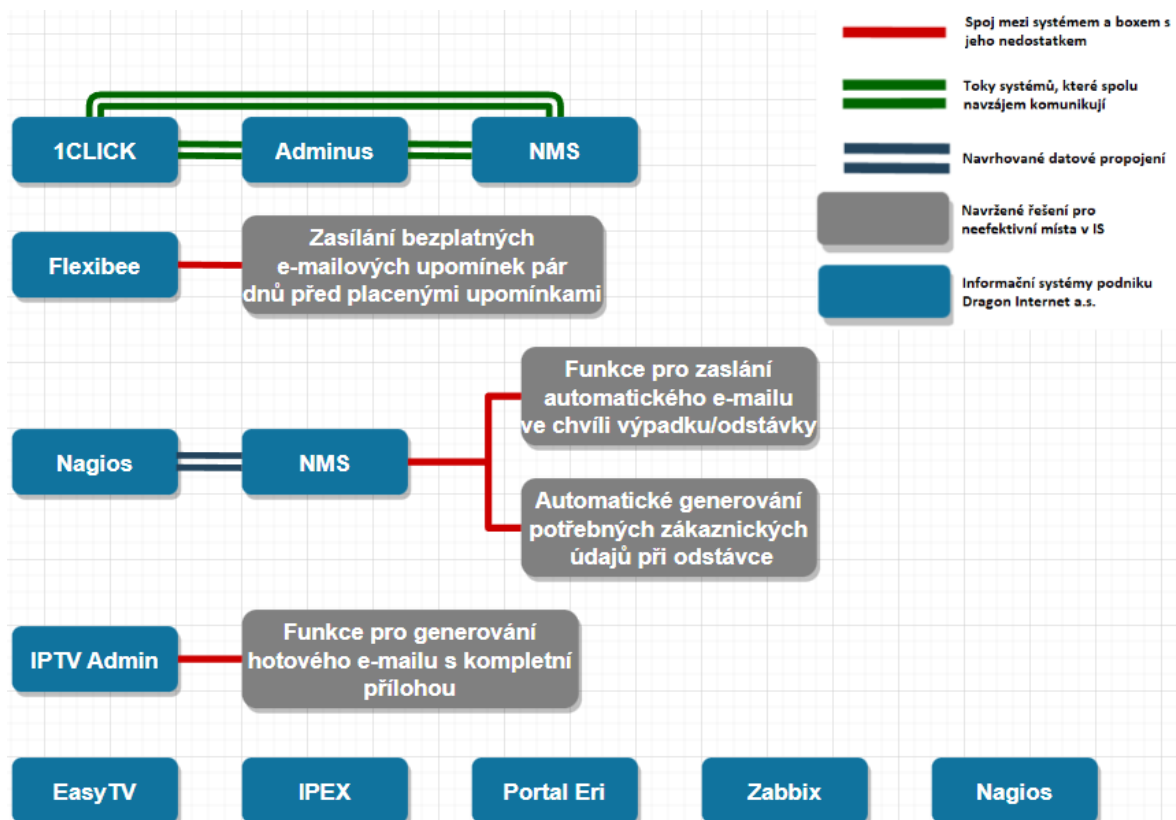 Spoj mezi systémem a boxem s
jeho nedostatkem
Toky systémů, které spolu
navzájem komunikují
Navrhované datové propojení
Navržené řešení pro
neefektivní místa v IS
Informační systémy podniku
Dragon Internet a.s.
1CLICK
Adminus
NMS
Flexibee
Zasílání bezplatných
e-mailových upomínek pár
dnů před placenými upomínkami
Nagios
NMS
Funkce pro zaslání
automatického e-mailu
ve chvíli výpadku/odstávky
Automatické generování
potřebných zákaznických
údajů při odstávce
IPTV Admin
Funkce pro generování
hotového e-mailu s kompletní
přílohou
EasyTV
IPEX
Portal Eri
Zabbix
Nagios